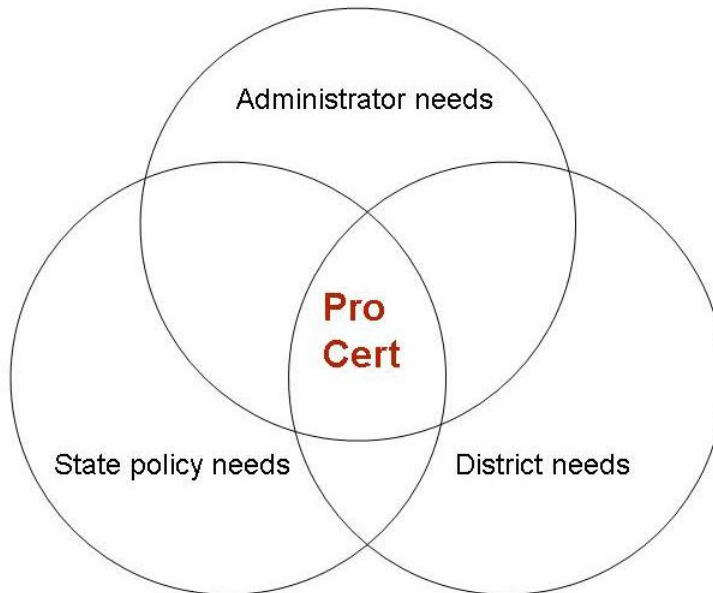 Administrator needs
Pro
Cert
State policy needs
District needs